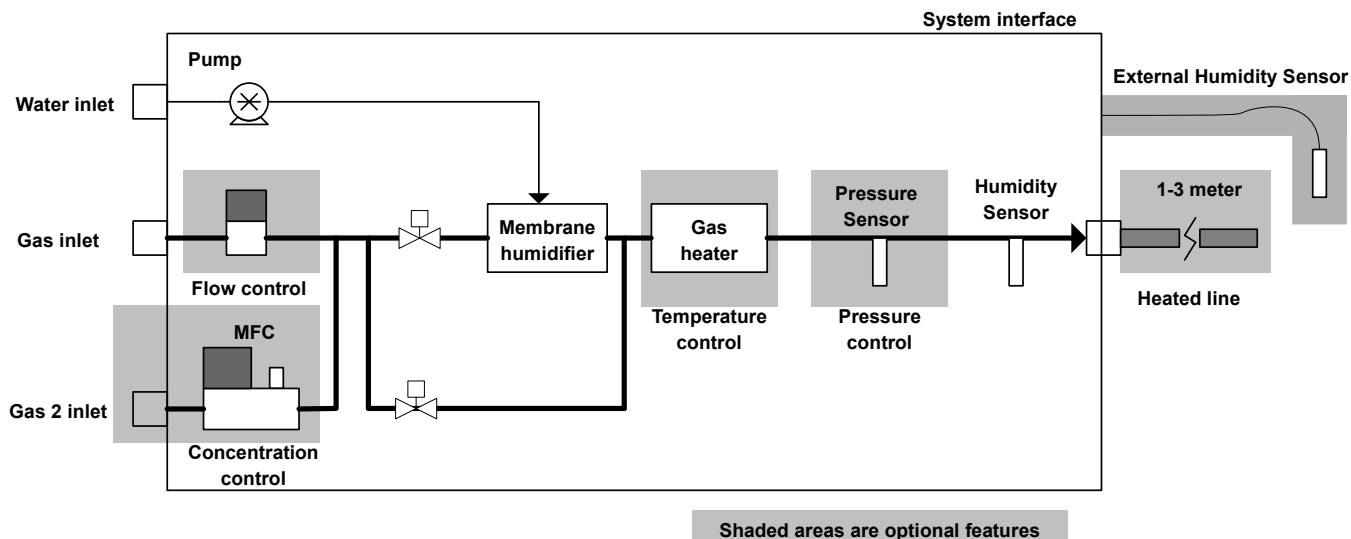 System interface
Pump
External Humidity Sensor
Water inlet
Pressure
Sensor
Humidity
Sensor
1-3 meter
Gas inlet
Membrane
humidifier
Gas
heater
Flow control
Heated line
Temperature
control
Pressure
control
MFC
Gas 2 inlet
Concentration
control
Shaded areas are optional features